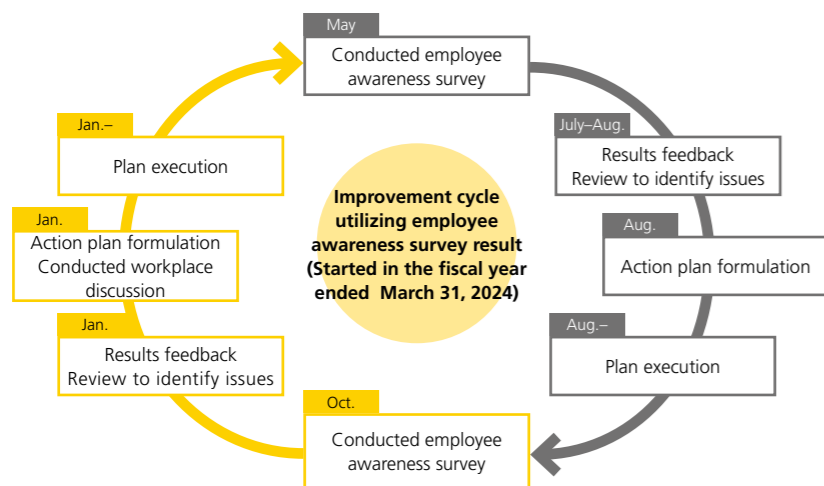 May
Conducted employee
awareness survey
July–Aug.
Results feedback
Review to identify issues
Aug.
Action plan formulation
Aug.–
Plan execution
Oct.
Conducted employee
awareness survey
Jan.
Results feedback
Review to identify issues
Jan.
Action plan formulation
Conducted workplace
discussion
Jan.–
Plan execution
Improvement cycle
utilizing employee
awareness survey result
(Started in the fiscal year
ended March 31, 2024)